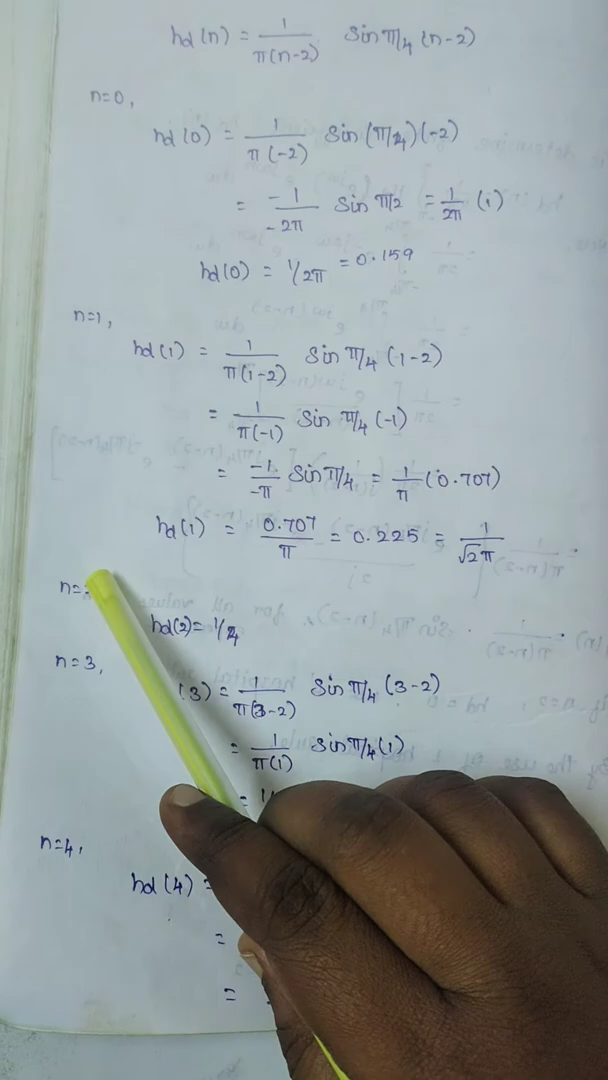 hd(n) = 1/π(n-2) Sin π/4 (n-2)
n=0,
hd(0) = 1/π(-2) Sin (π/4)(-2)
= -1/-2π Sin π/2 = 1/2π (1)
hd(0) = 1/2π = 0.159
n=1,
hd(1) = 1/π(1-2) Sin π/4 (1-2)
= 1/π(-1) Sin π/4 (-1)
= -1/-π Sin π/4 = 1/π (0.707)
hd(1) = 0.707/π = 0.225 = 1/√2π
n=
hd(2) = 1/4
n=3,
(3) = 1/π(3-2) Sin π/4 (3-2)
= 1/π(1) Sin π/4 (1)
=
n=4,
hd(4) =
=
=